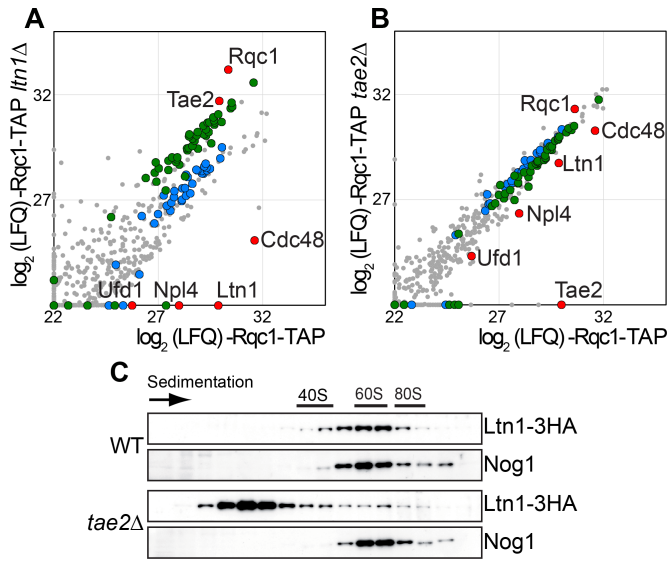 A
log2 (LFQ) -Rqc1-TAP ltn1Δ
32
27
22
27
32
Rqc1
Tae2
Cdc48
Ufd1
Npl4
Ltn1
log2 (LFQ) -Rqc1-TAP
B
log2 (LFQ) -Rqc1-TAP tae2Δ
32
27
22
27
32
Rqc1
Cdc48
Ltn1
Npl4
Ufd1
Tae2
log2 (LFQ) -Rqc1-TAP
C
Sedimentation
40S
60S
80S
WT
Ltn1-3HA
Nog1
tae2Δ
Ltn1-3HA
Nog1